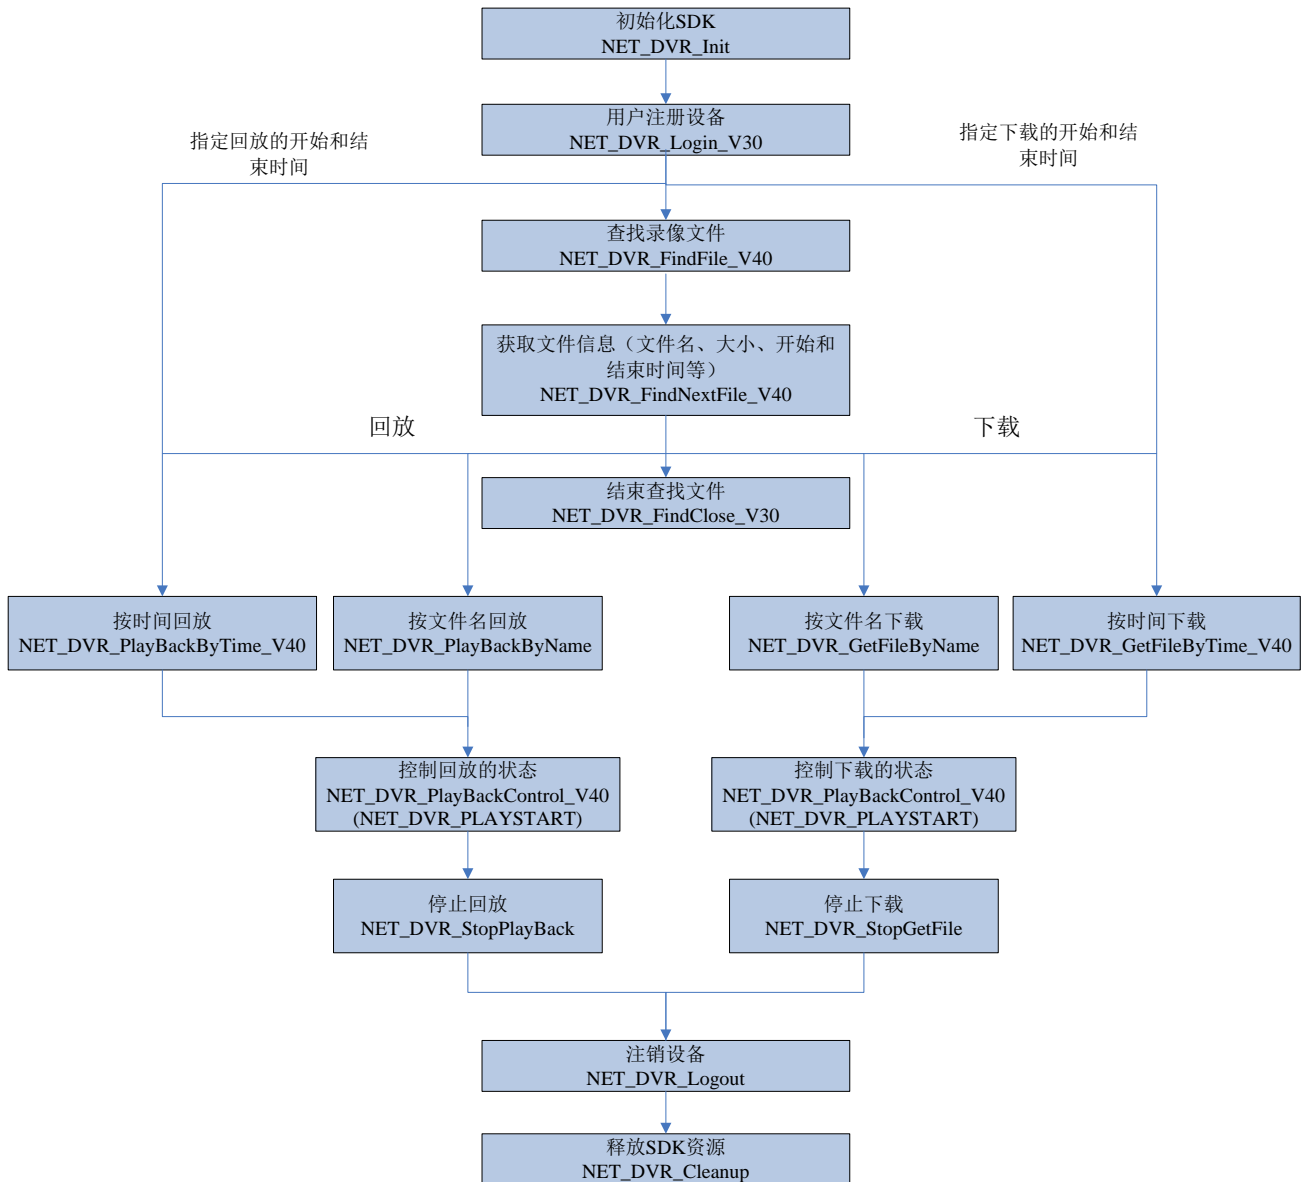 初始化SDK
NET_DVR_Init
用户注册设备
NET_DVR_Login_V30
指定回放的开始和结
束时间
指定下载的开始和结
束时间
查找录像文件
NET_DVR_FindFile_V40
获取文件信息（文件名、大小、开始和
结束时间等）
NET_DVR_FindNextFile_V40
回放
下载
结束查找文件
NET_DVR_FindClose_V30
按时间回放
NET_DVR_PlayBackByTime_V40
按文件名回放
NET_DVR_PlayBackByName
按文件名下载
NET_DVR_GetFileByName
按时间下载
NET_DVR_GetFileByTime_V40
控制回放的状态
NET_DVR_PlayBackControl_V40
(NET_DVR_PLAYSTART)
控制下载的状态
NET_DVR_PlayBackControl_V40
(NET_DVR_PLAYSTART)
停止回放
NET_DVR_StopPlayBack
停止下载
NET_DVR_StopGetFile
注销设备
NET_DVR_Logout
释放SDK资源
NET_DVR_Cleanup